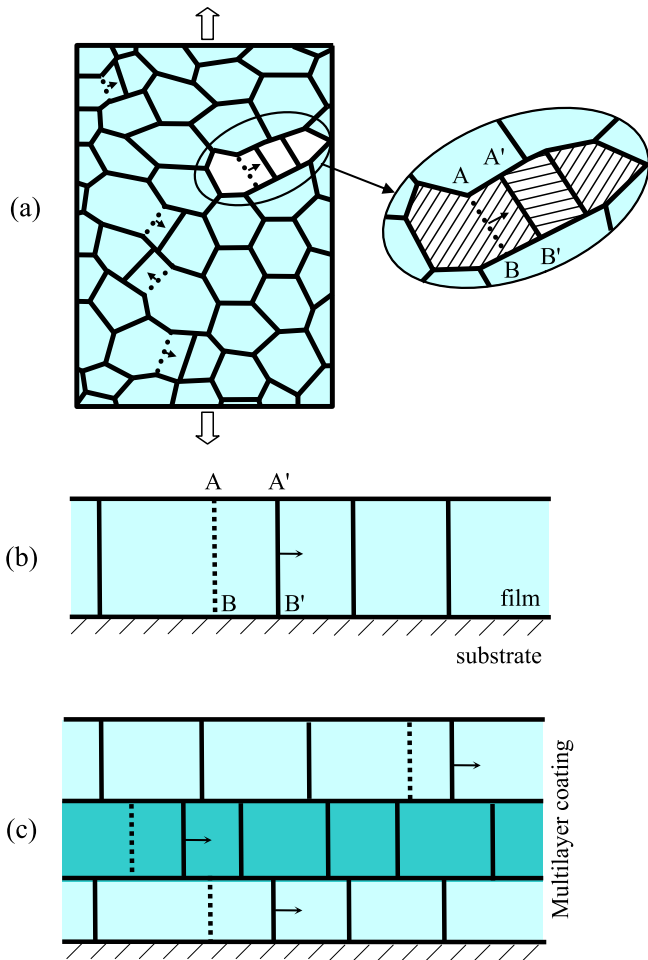 (a)
A
A'
B
B'
(b)
A
A'
B
B'
film
substrate
(c)
Multilayer coating